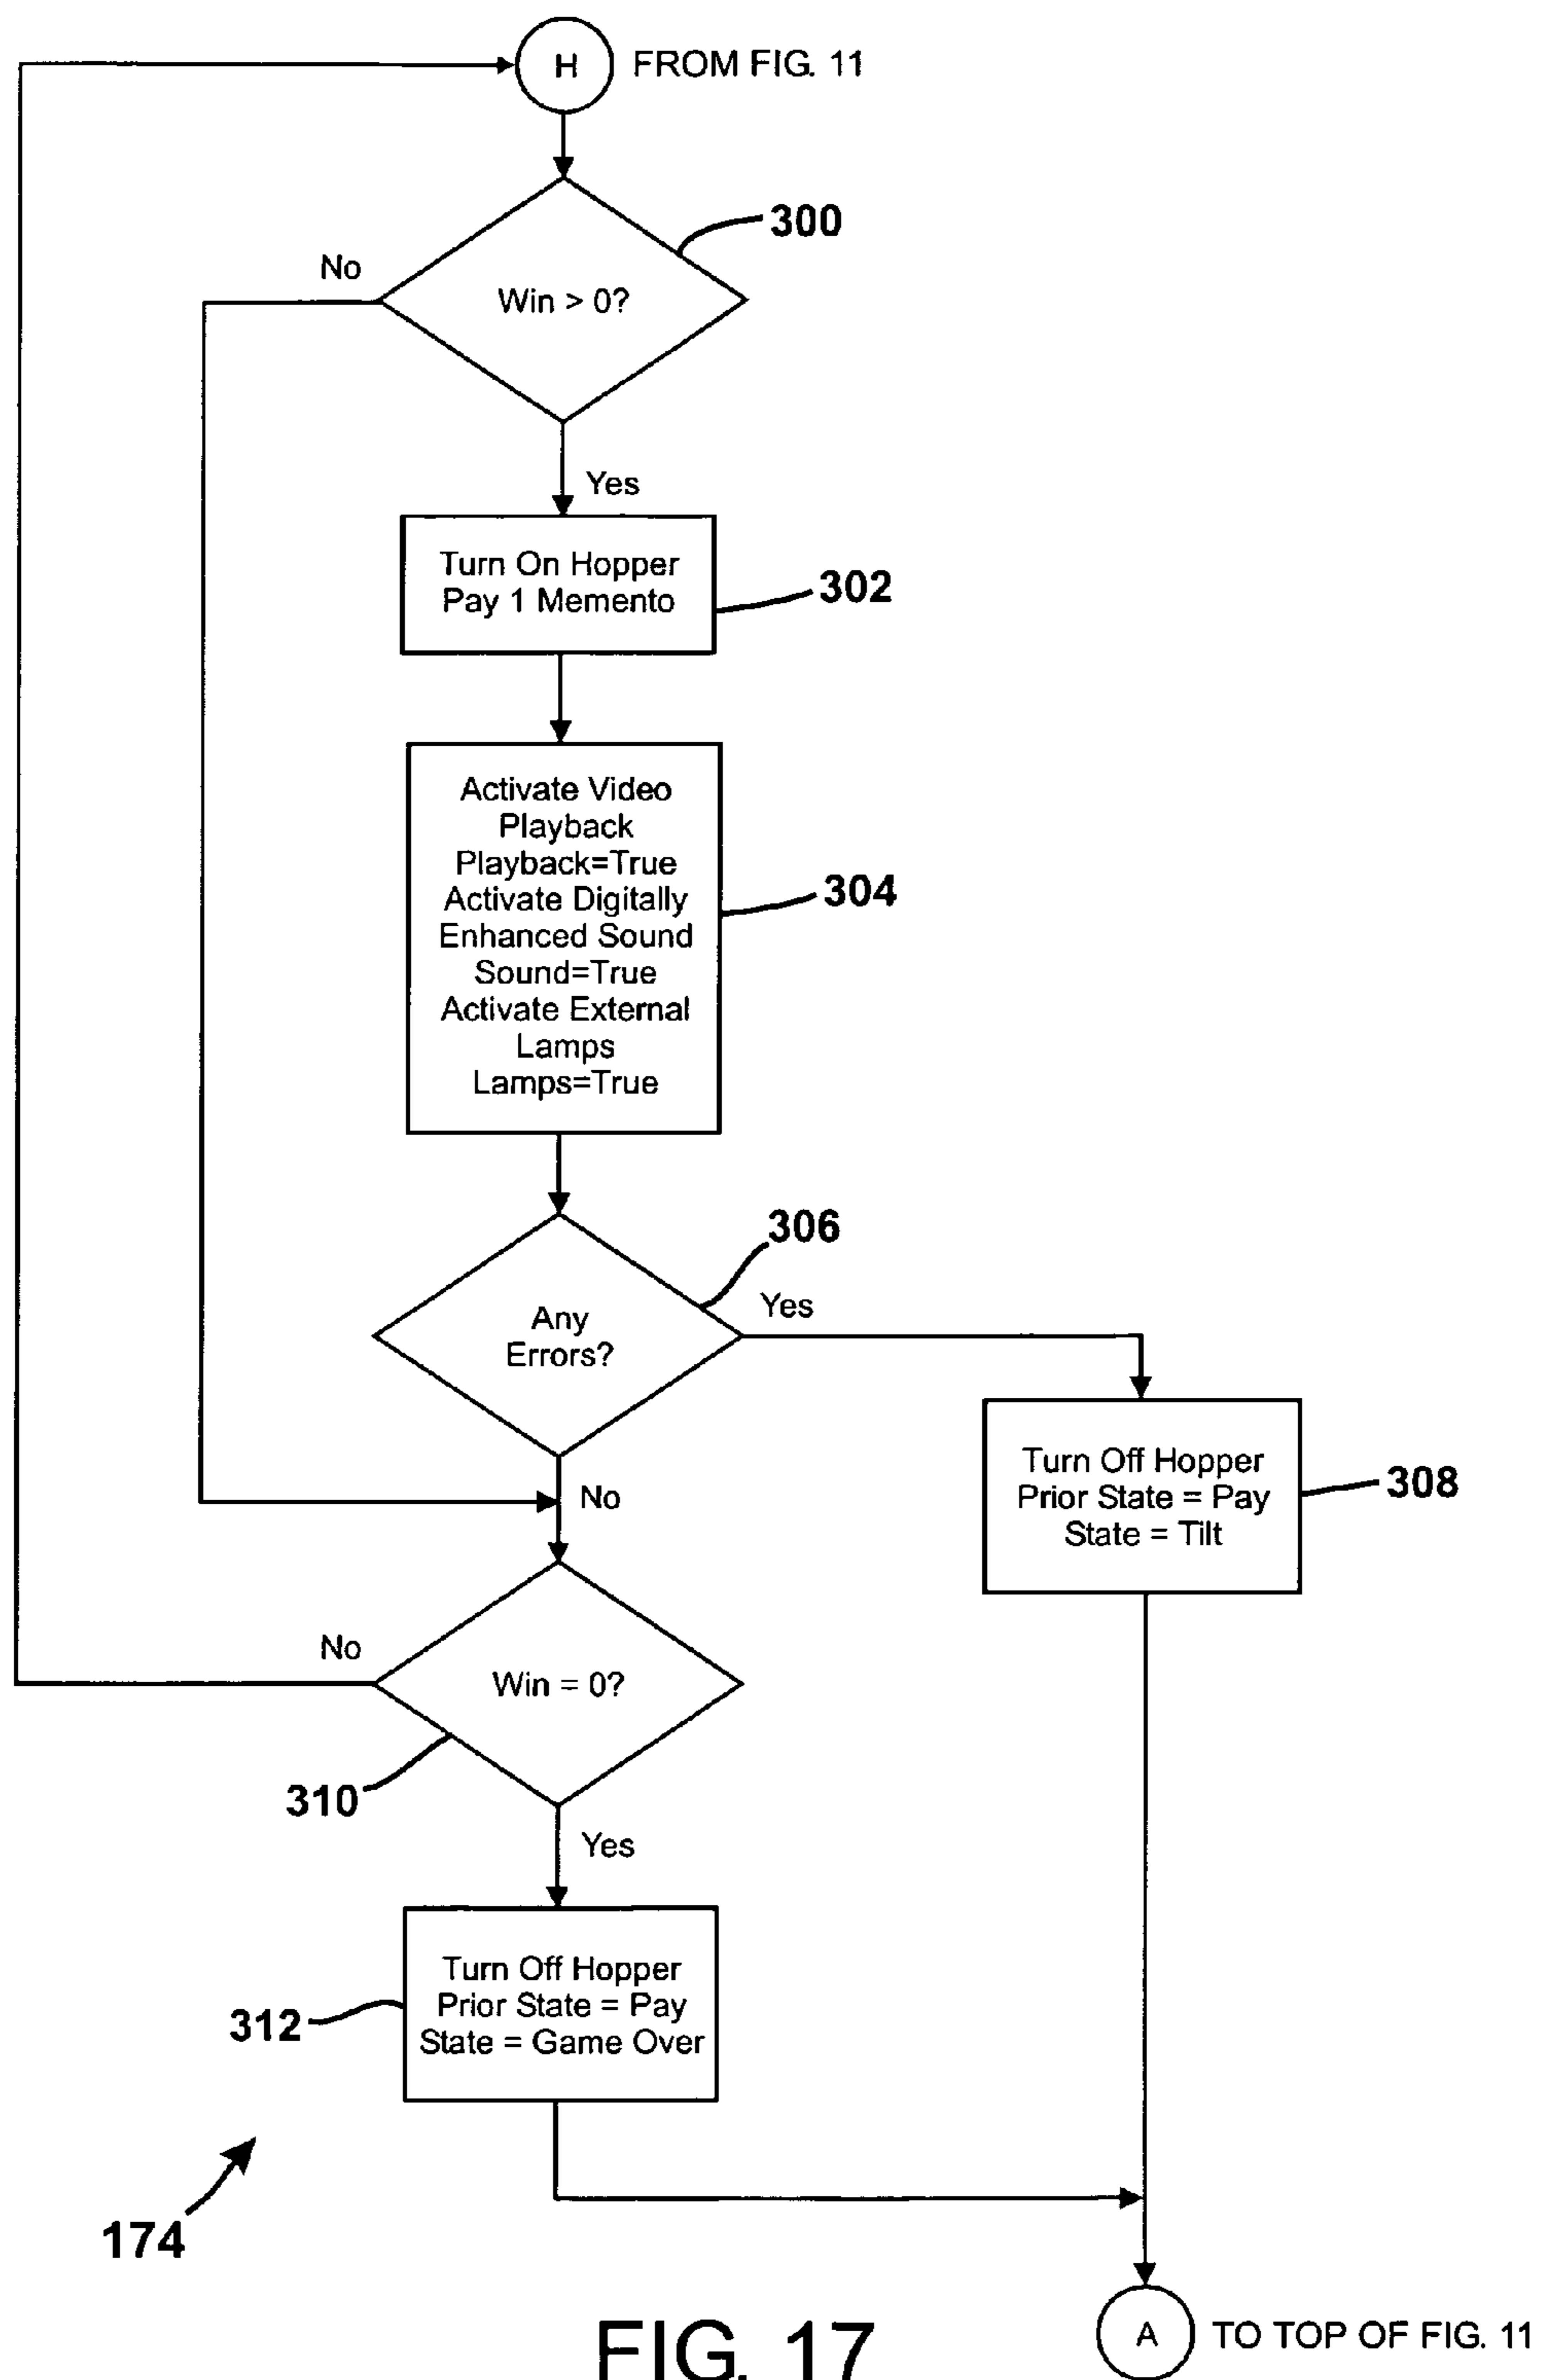 H FROM FIG. 11
300
No
Win > 0?
Yes
Turn On Hopper
Pay 1 Memento
302
Activate Video
Playback
Playback=True
Activate Digitally
Enhanced Sound
Sound=True
Activate External
Lamps
Lamps=True
304
306
Yes
Any
Errors?
Turn Off Hopper
Prior State = Pay
State = Tilt
308
No
No
Win = 0?
310
Yes
Turn Off Hopper
Prior State = Pay
State = Game Over
312
174
A TO TOP OF FIG. 11
FIG. 17